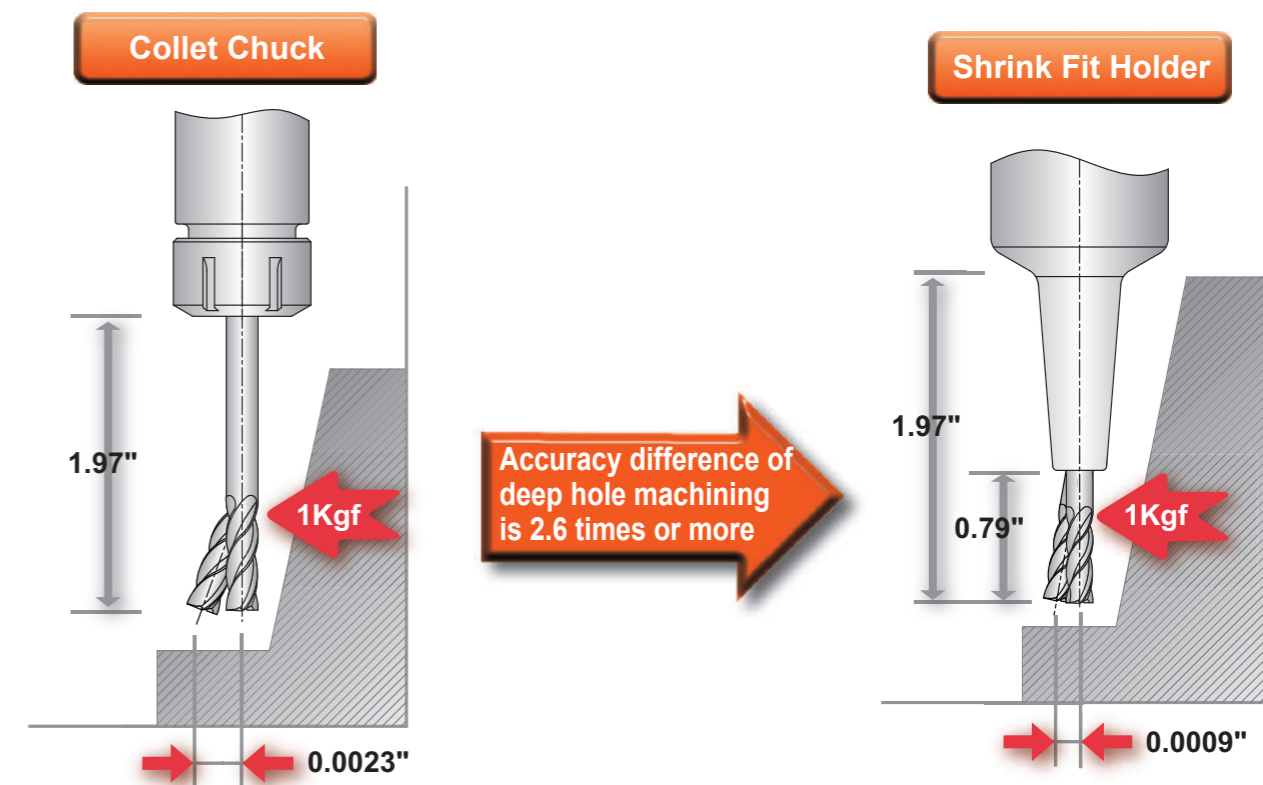 Collet Chuck
Shrink Fit Holder
1.97"
1Kgf
0.0023"
Accuracy difference of
deep hole machining
is 2.6 times or more
1.97"
0.79"
1Kgf
0.0009"